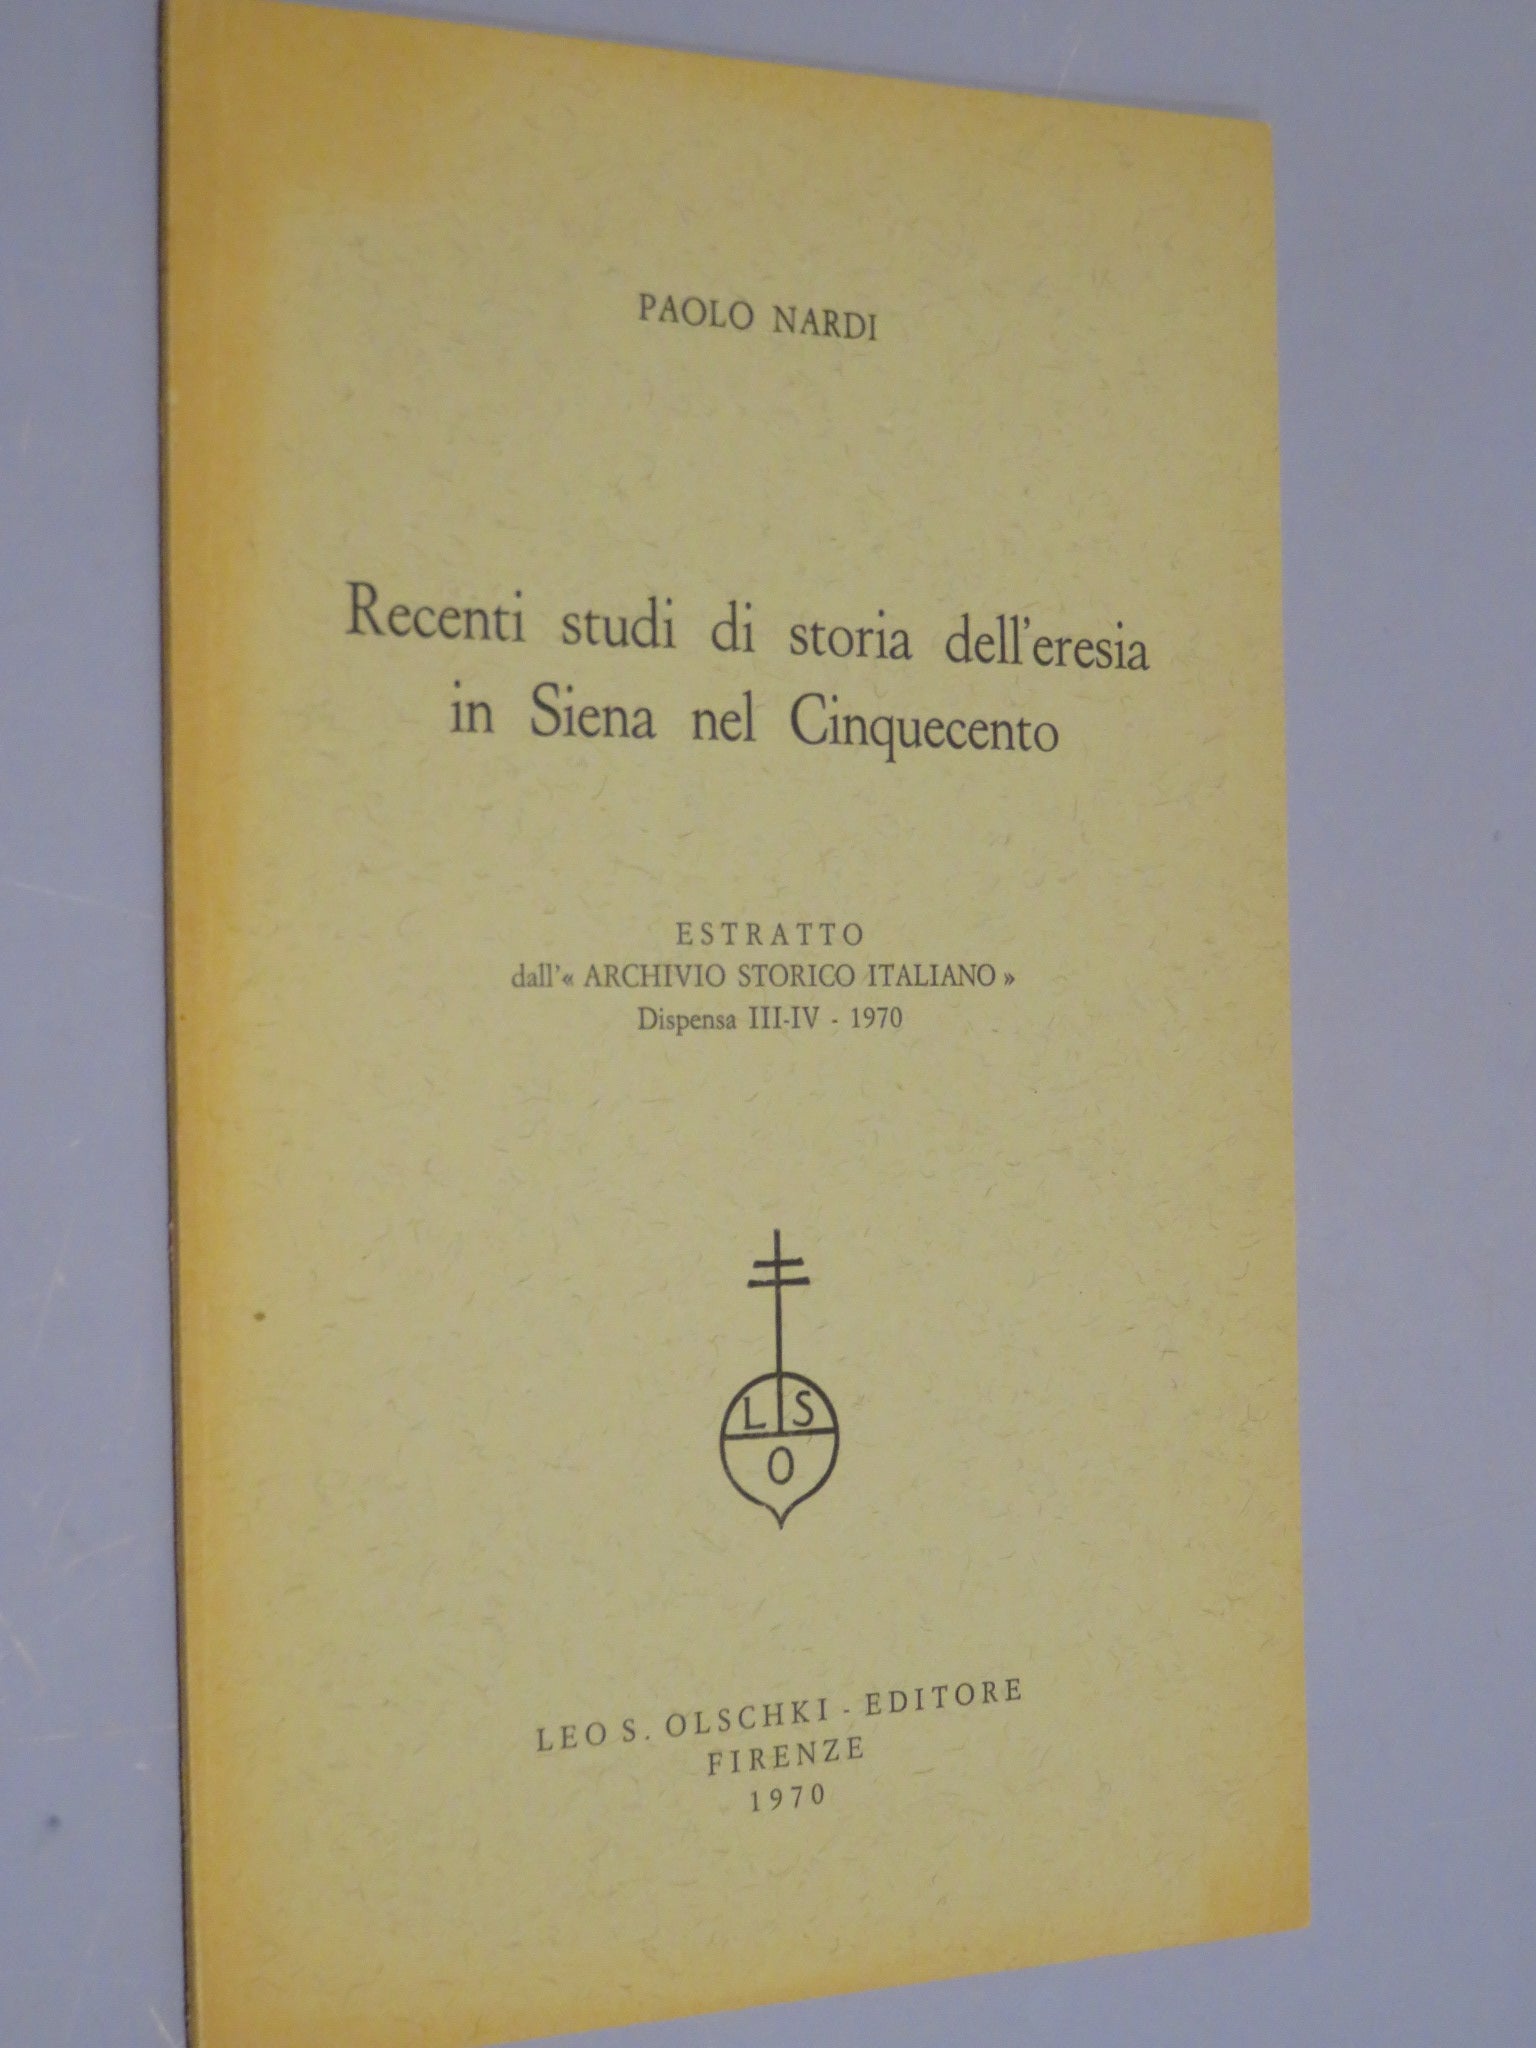 PAOLO NARDI
Recenti studi di storia dell'eresia
in Siena nel Cinquecento
ESTRATTO
dall'« ARCHIVIO STORICO ITALIANO »
Dispensa III-IV - 1970
L S
O
LEO S. OLSCHKI - EDITORE
FIRENZE
1970